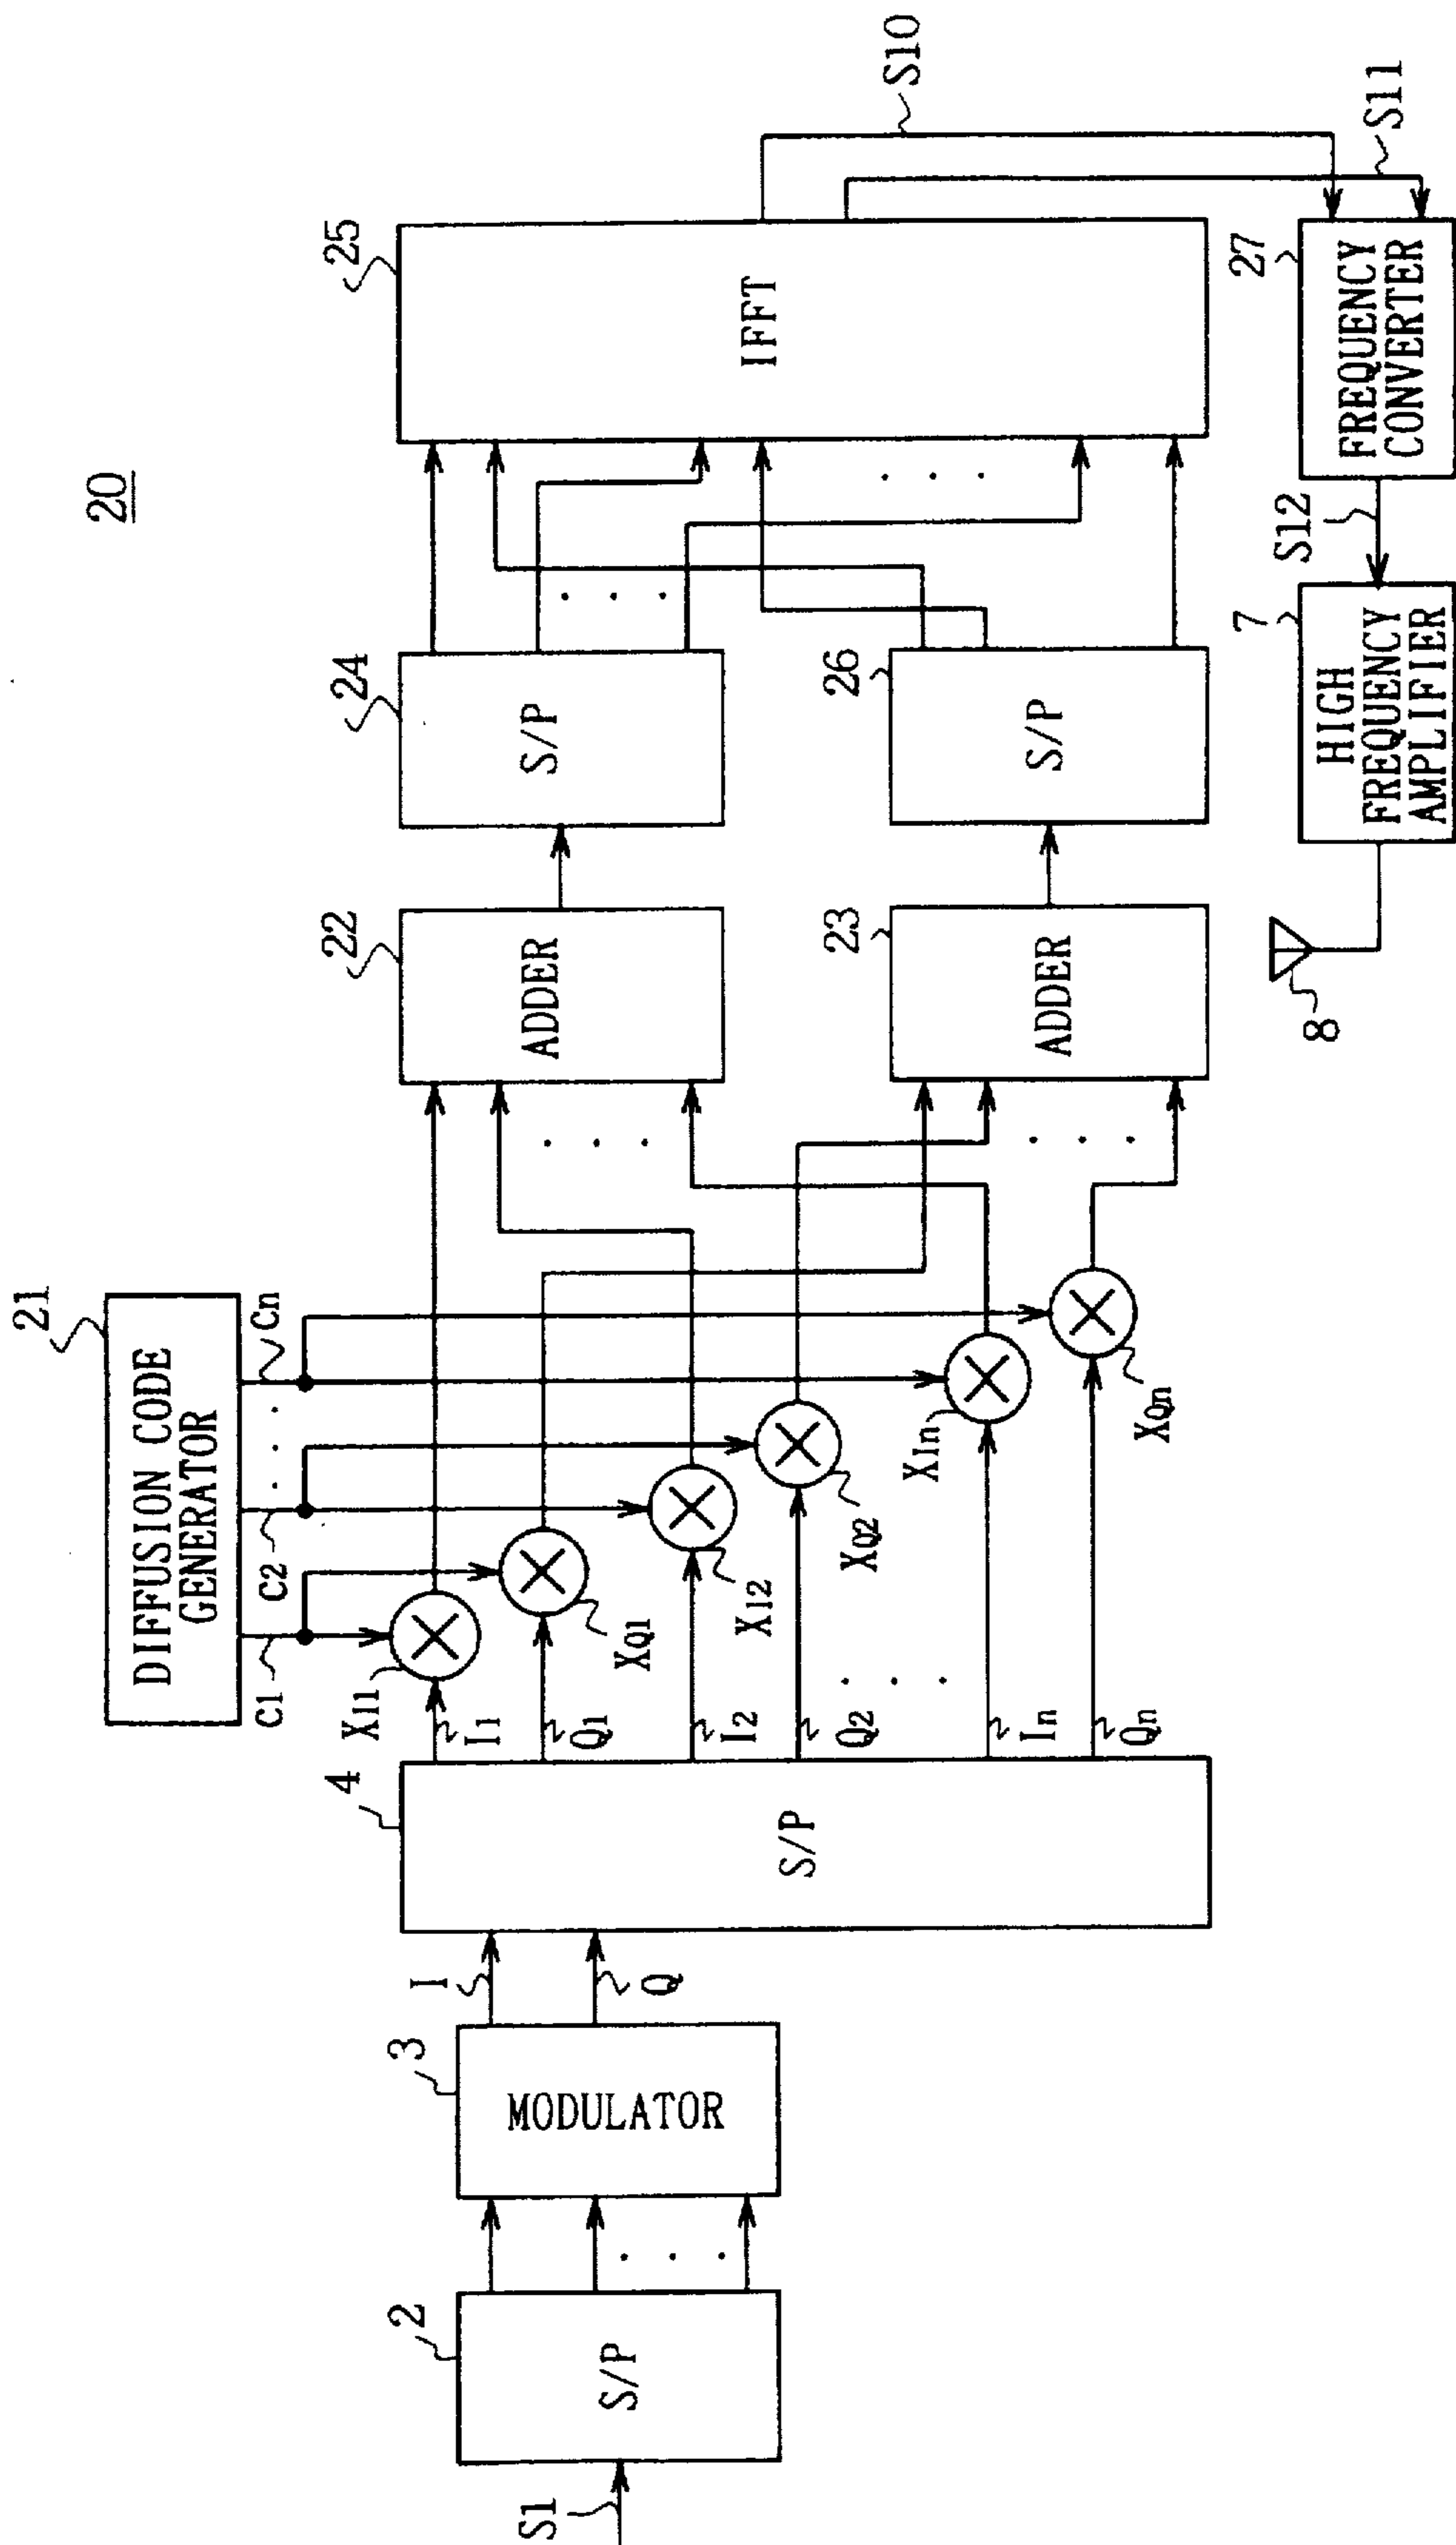 20
S1
2
S/P
3
MODULATOR
I
Q
4
S/P
I1
Q1
I2
Q2
In
Qn
21
DIFFUSION CODE
GENERATOR
C1
C2
Cn
XI1
XQ1
XI2
XQ2
XIn
XQn
22
ADDER
23
ADDER
24
S/P
26
S/P
25
IFFT
S10
S11
27
FREQUENCY
CONVERTER
S12
7
HIGH
FREQUENCY
AMPLIFIER
8